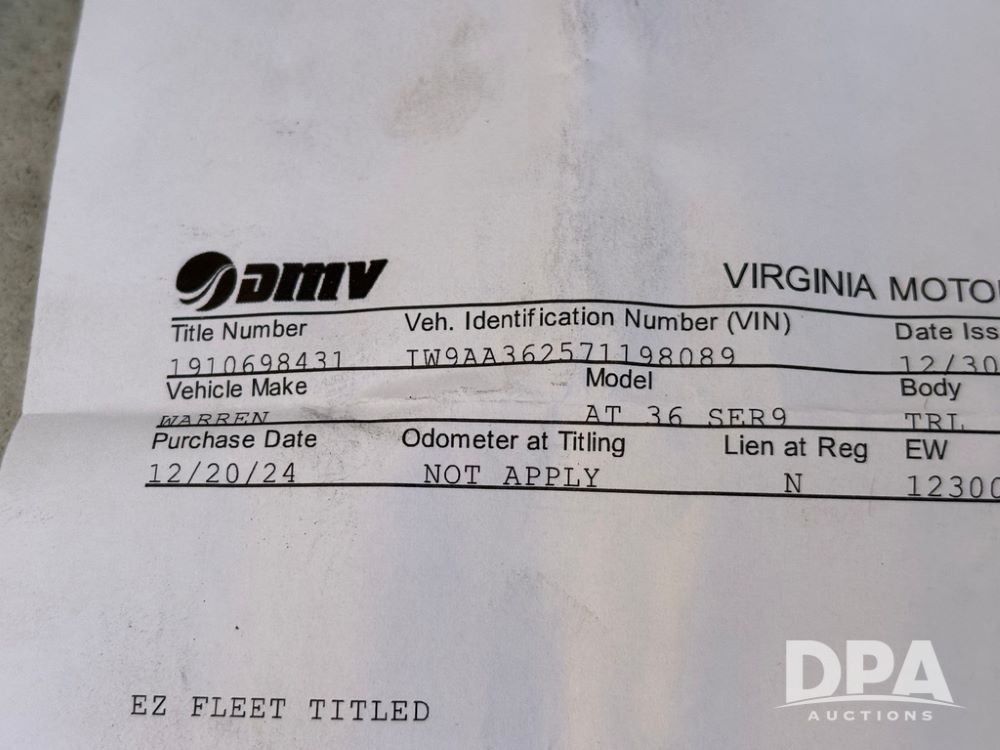 DMV
VIRGINIA MOTO
Title Number Veh. Identification Number (VIN) Date Iss
1910698431 TW9AA362571198089 12/30
Vehicle Make Model Body
WARREN AT 36 SER9 TRL
Purchase Date Odometer at Titling Lien at Reg EW
12/20/24 NOT APPLY N 12300
EZ FLEET TITLED
DPA
AUCTIONS